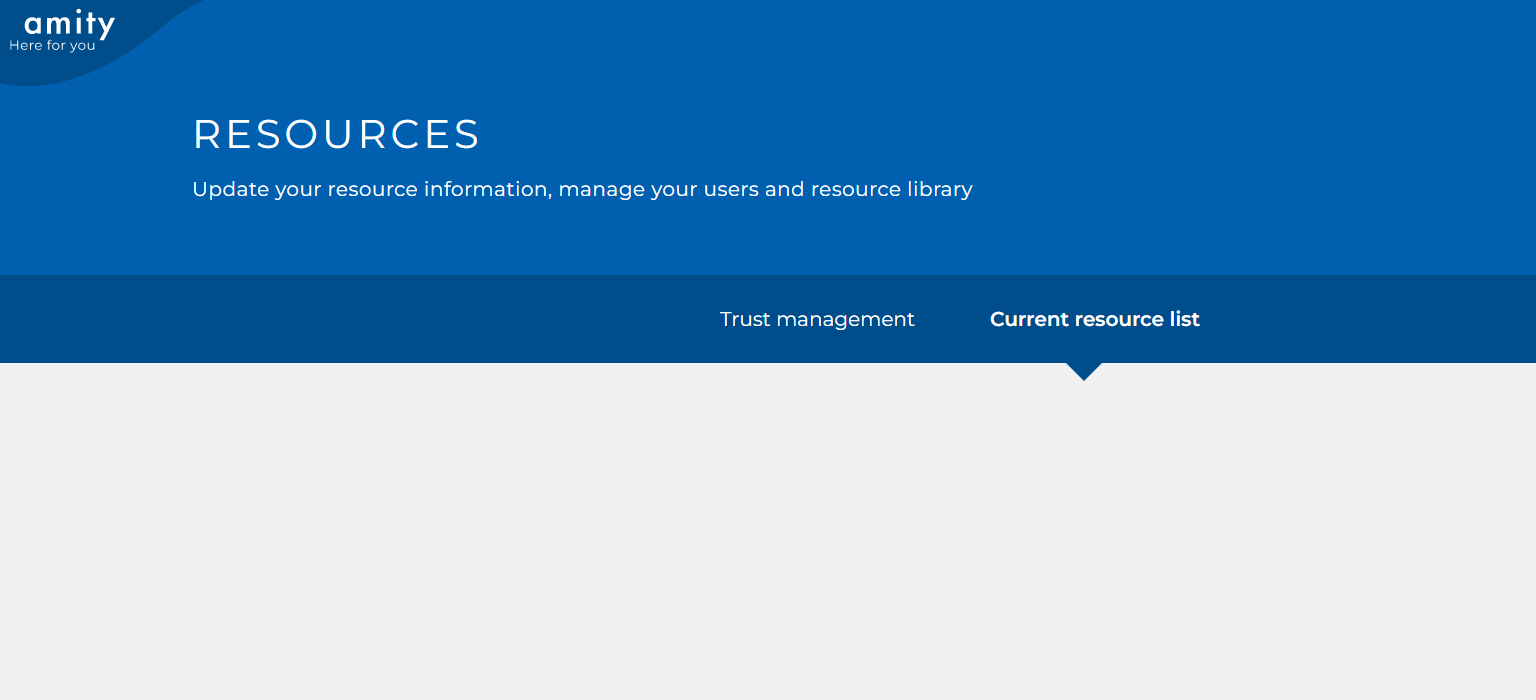 amity
Here for you
RESOURCES
Update your resource information, manage your users and resource library
Trust management
Current resource list